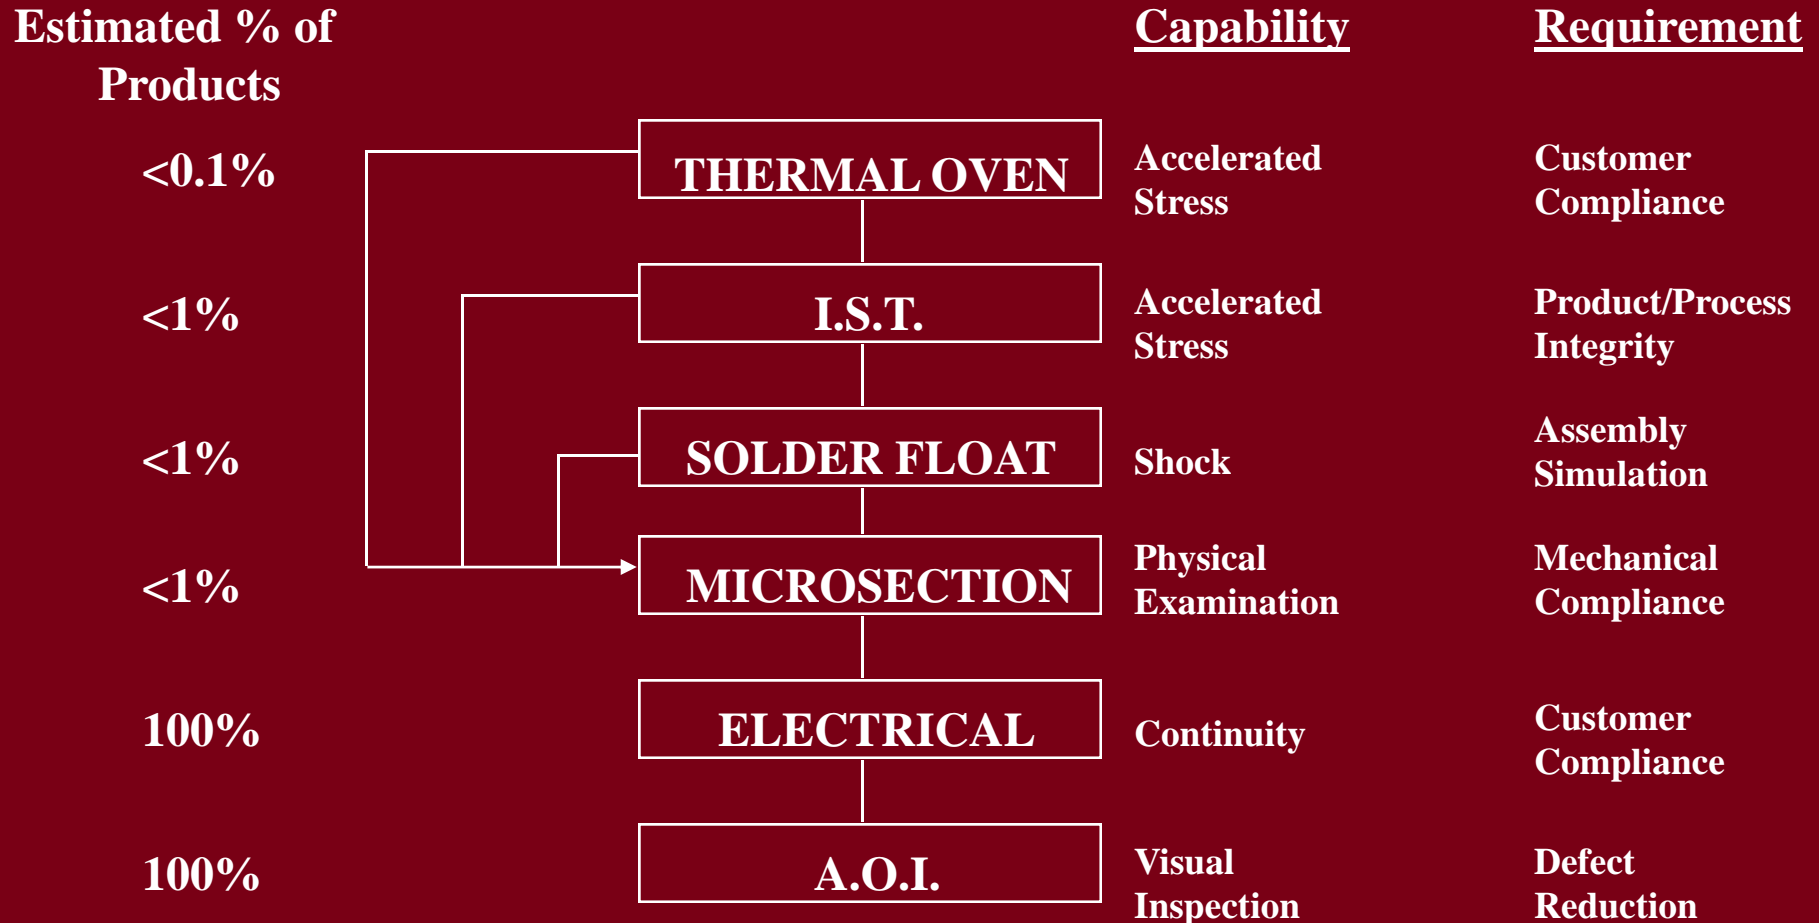 Estimated % of
Products
Capability
Requirement
<0.1%
THERMAL OVEN
Accelerated
Stress
Customer
Compliance
<1%
I.S.T.
Accelerated
Stress
Product/Process
Integrity
<1%
SOLDER FLOAT
Shock
Assembly
Simulation
<1%
MICROSECTION
Physical
Examination
Mechanical
Compliance
100%
ELECTRICAL
Continuity
Customer
Compliance
100%
A.O.I.
Visual
Inspection
Defect
Reduction